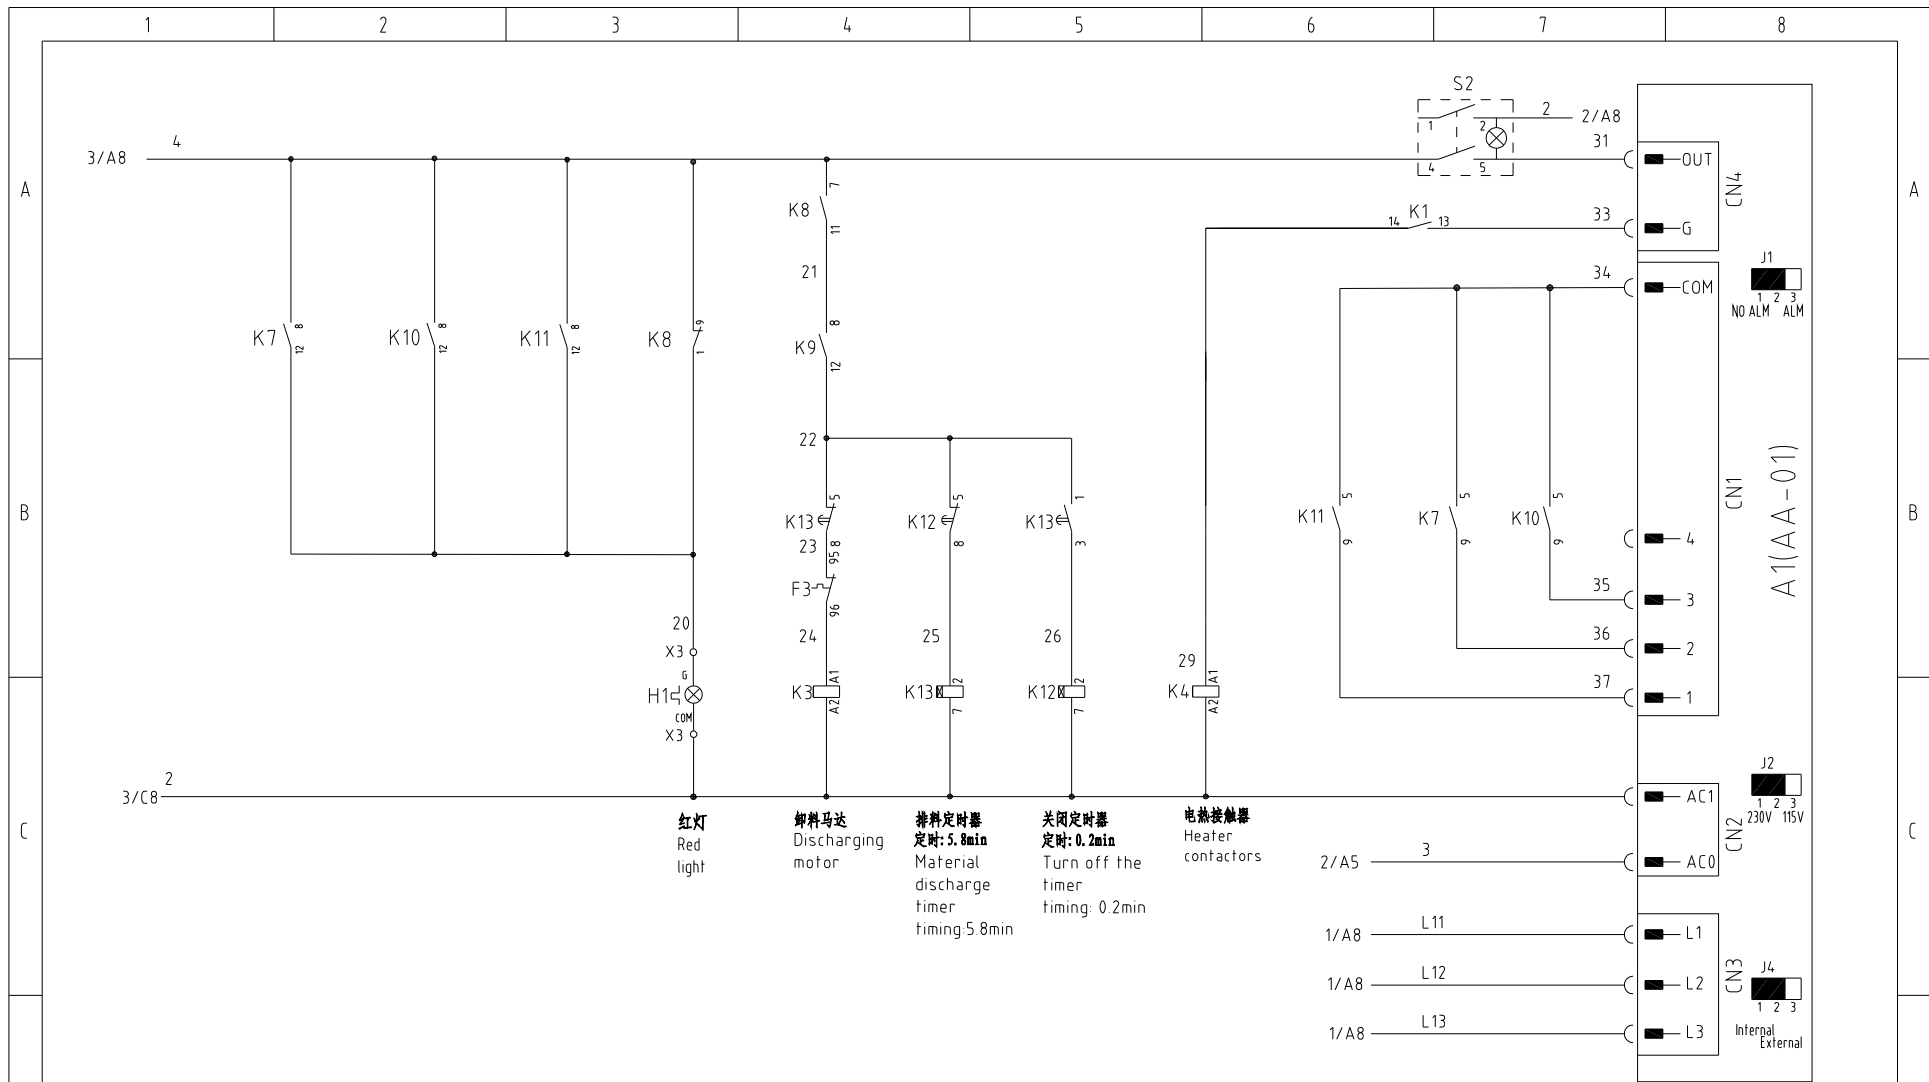 1 2 3 4 5 6 7 8
S2
1 2 2 2/A8
3/A8 4
4 5 31 OUT
CN4
A A
K8 7 11
14 K1 13 33 G
21
34 COM
J1
1 2 3
NO ALM ALM
K7 8 12
K10 8 12
K11 8 12
K8 9 1
K9 8 12
22
CN1
A1(AA-01)
B B
K13 5 8
K12 5 8
K13 1 3
K11 5 9
K7 5 9
K10 5 9
4
23
95
F3
96
35 3
20
24
25
26
36 2
X3
29
G
H1
COM
X3
K3 A1 A2
K13 2 7
K12 2 7
K4 A1 A2
37 1
J2
1 2 3
230V 115V
3/C8 2
AC1
CN2
C C
红灯
Red
light
卸料马达
Discharging
motor
排料定时器
定时:5.8min
Material
discharge
timer
timing:5.8min
关闭定时器
定时:0.2min
Turn off the
timer
timing: 0.2min
电热接触器
Heater
contactors
2/A5 3 AC0
1/A8 L11 L1
1/A8 L12 L2
1/A8 L13 L3
CN3
J4
1 2 3
Internal
External